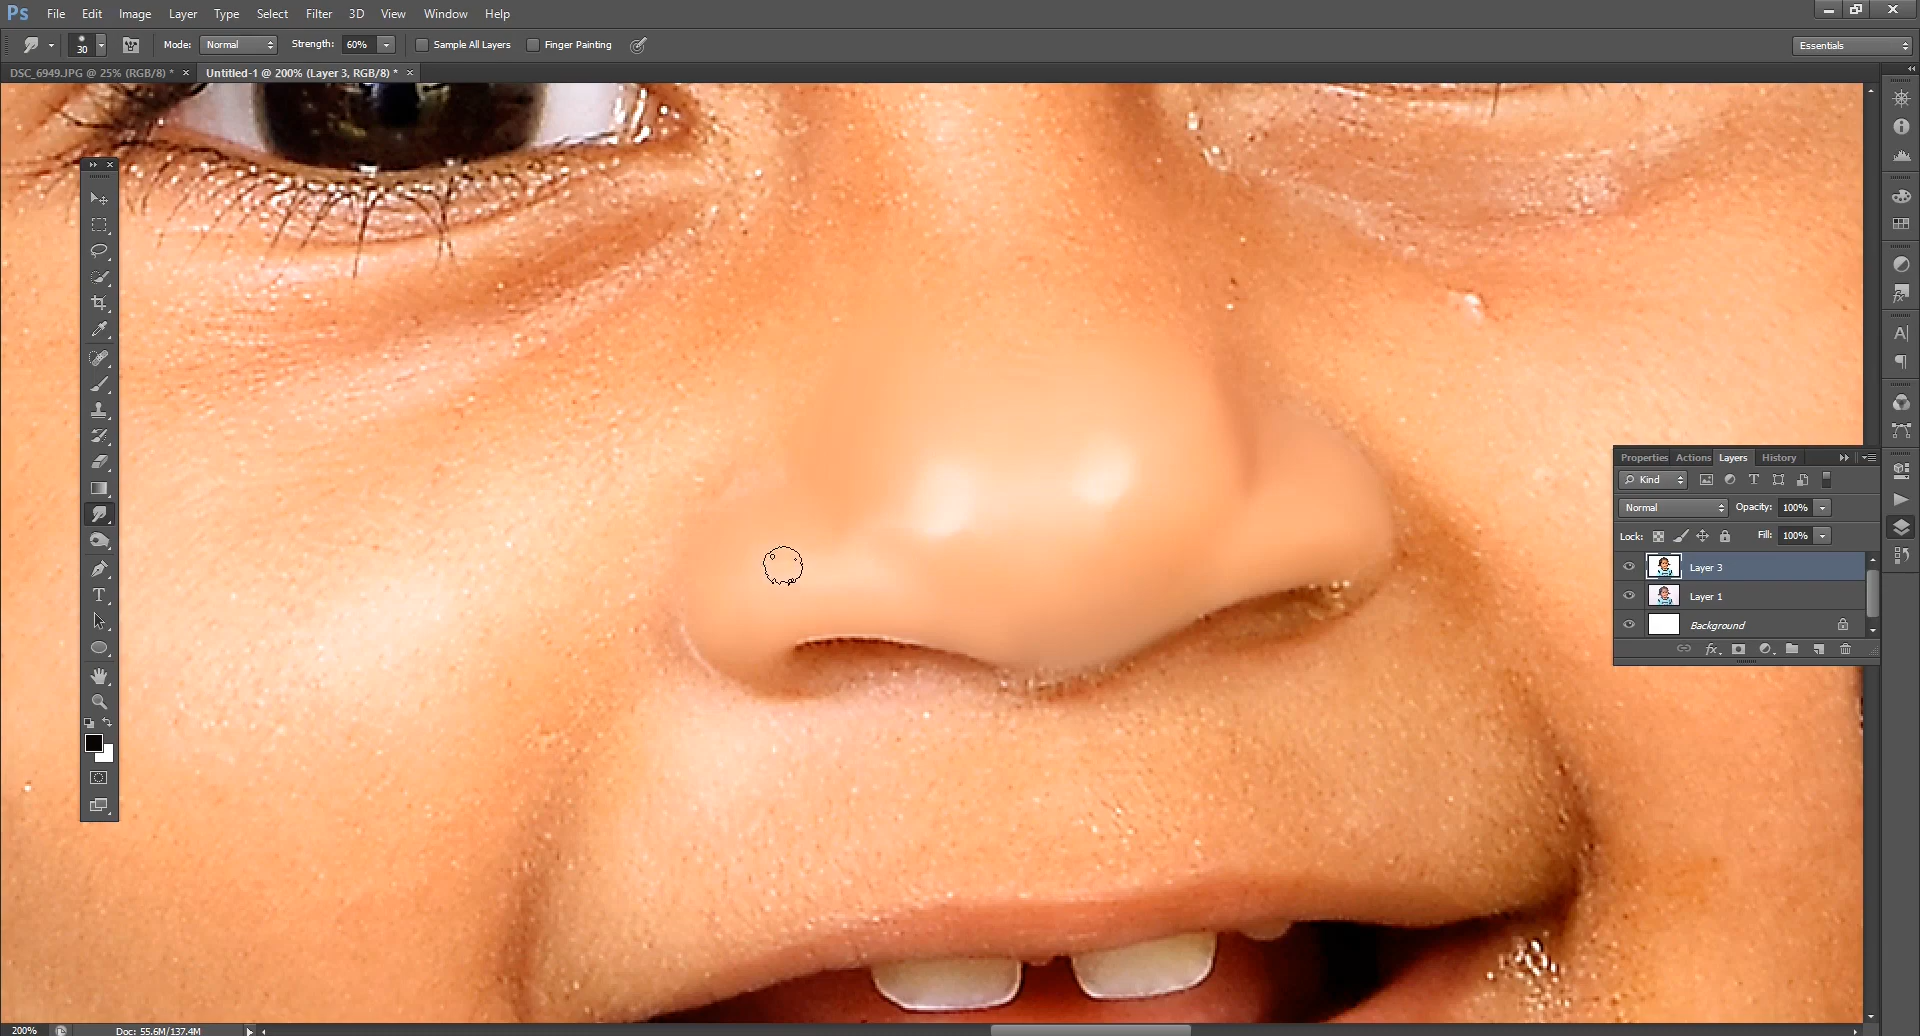 Ps File Edit Image Layer Type Select Filter 3D View Window Help
30 Mode: Normal Strength: 60% Sample All Layers Finger Painting Essentials
DSC_6949.JPG @ 25% (RGB/8) * × Untitled-1 @ 200% (Layer 3, RGB/8) * ×
Properties Actions Layers History
Kind
Normal Opacity: 100%
Lock: Fill: 100%
Layer 3
Layer 1
Background
200% Doc: 55.6M/137.4M